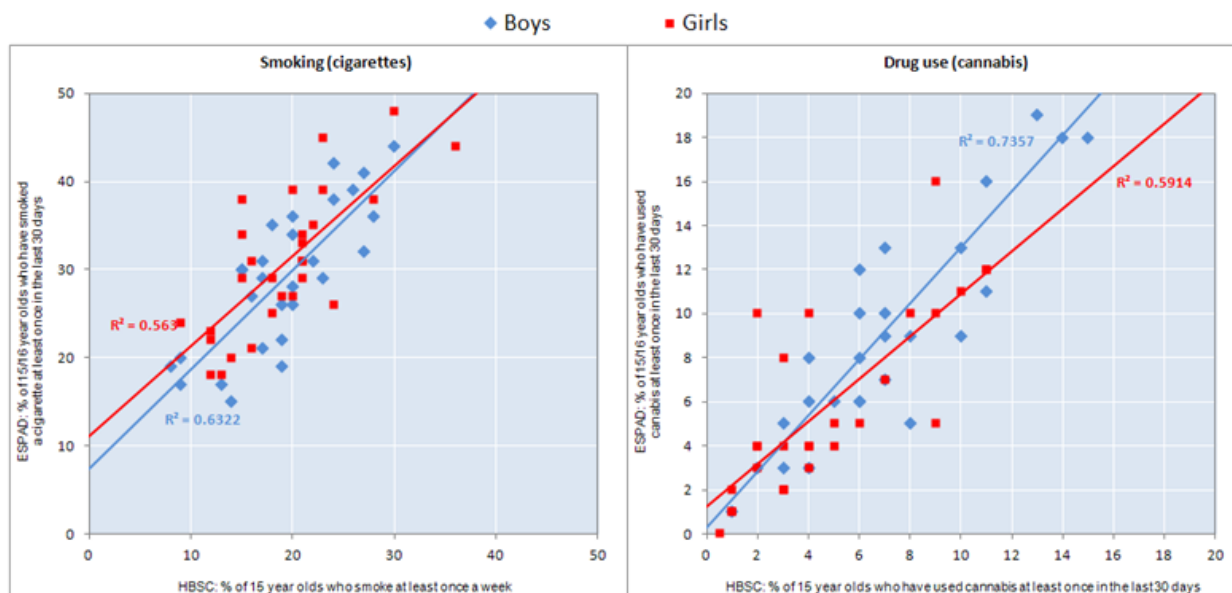 Boys
Girls
Smoking (cigarettes)
ESPAD: % of 15/16 year olds who have smoked
a cigarette at least once in the last 30 days
50
40
30
20
10
0
R² = 0.563
R² = 0.6322
0 10 20 30 40 50
HBSC: % of 15 year olds who smoke at least once a week
Drug use (cannabis)
ESPAD: % of 15/16 year olds who have used
cannabis at least once in the last 30 days
20
18
16
14
12
10
8
6
4
2
0
R² = 0.7357
R² = 0.5914
0 2 4 6 8 10 12 14 16 18 20
HBSC: % of 15 year olds who have used cannabis at least once in the last 30 days